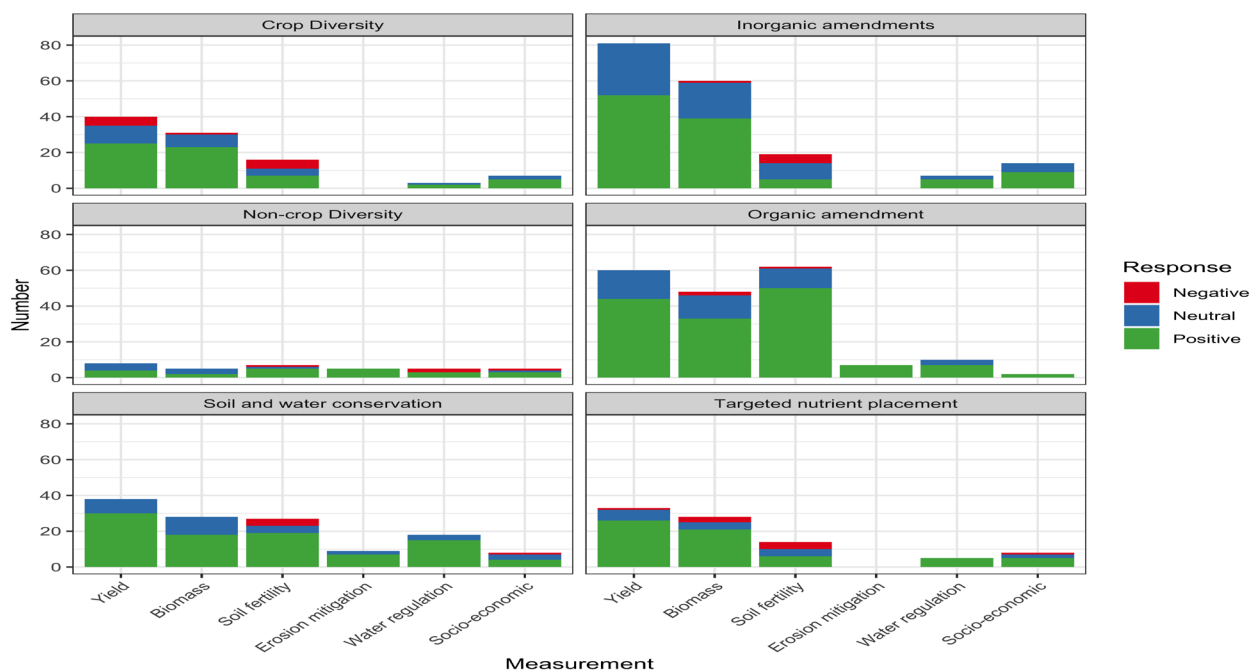 Crop Diversity
Inorganic amendments
80
60
40
20
0
Non-crop Diversity
Organic amendment
80
60
40
20
0
Soil and water conservation
Targeted nutrient placement
80
60
40
20
0
Number
Yield
Biomass
Soil fertility
Erosion mitigation
Water regulation
Socio-economic
Yield
Biomass
Soil fertility
Erosion mitigation
Water regulation
Socio-economic
Measurement
Response
Negative
Neutral
Positive